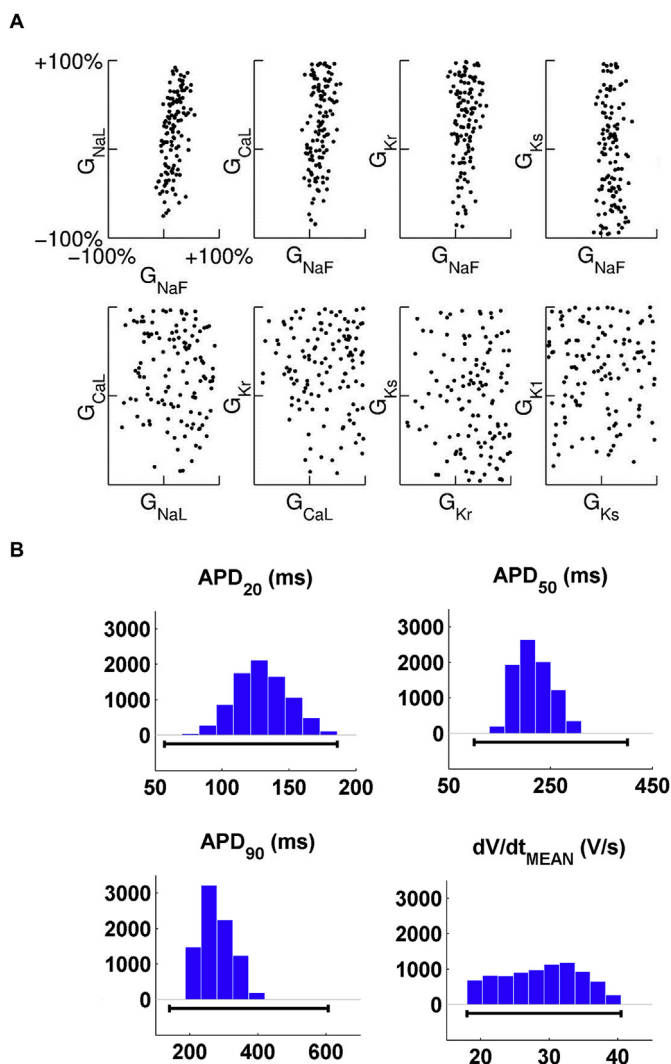 A
+100%
G_NaL
G_CaL
G_Kr
G_Ks
−100%
−100%
+100%
G_NaF
G_NaF
G_NaF
G_NaF
G_CaL
G_Kr
G_Ks
G_K1
G_NaL
G_CaL
G_Kr
G_Ks
B
APD_20 (ms)
APD_50 (ms)
3000
2000
1000
0
50 100 150 200
3000
2000
1000
0
50 250 450
APD_90 (ms)
dV/dt_MEAN (V/s)
3000
2000
1000
0
200 400 600
3000
2000
1000
0
20 30 40